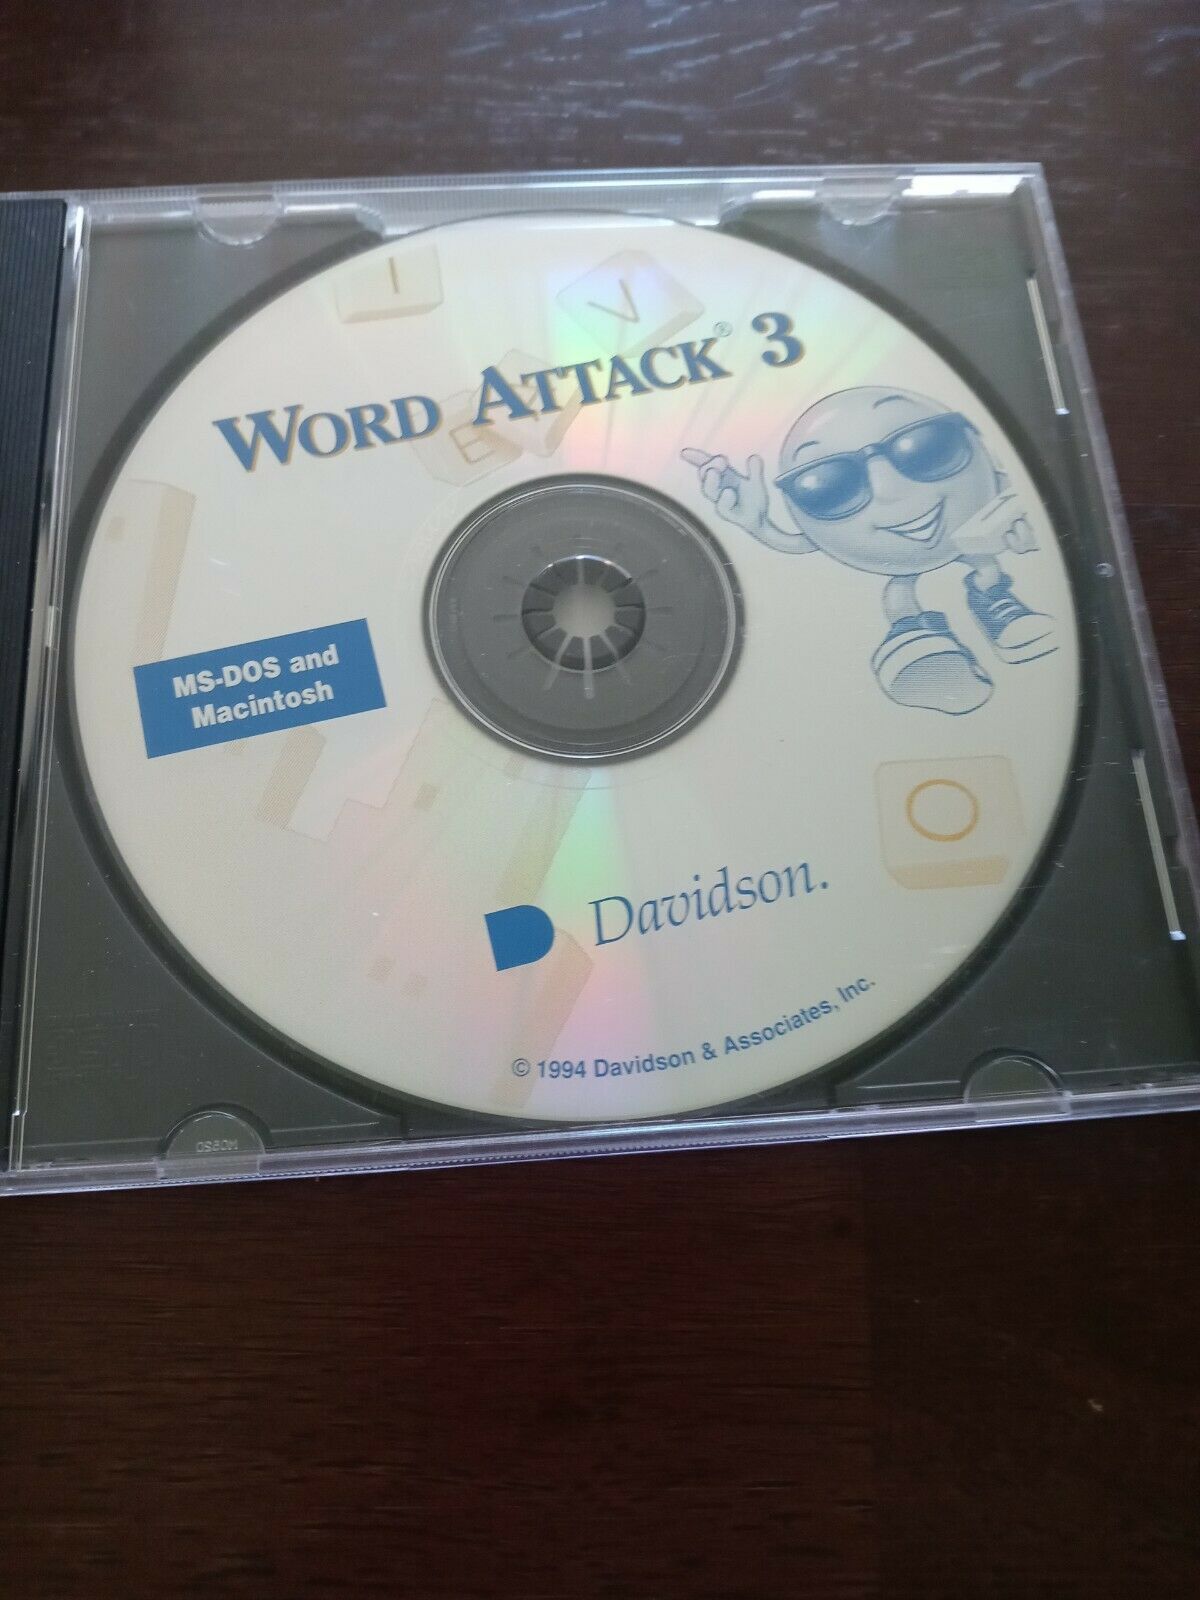 I
V
WORD ATTACK® 3
E
MS-DOS and
Macintosh
O
Davidson.
© 1994 Davidson & Associates, Inc.